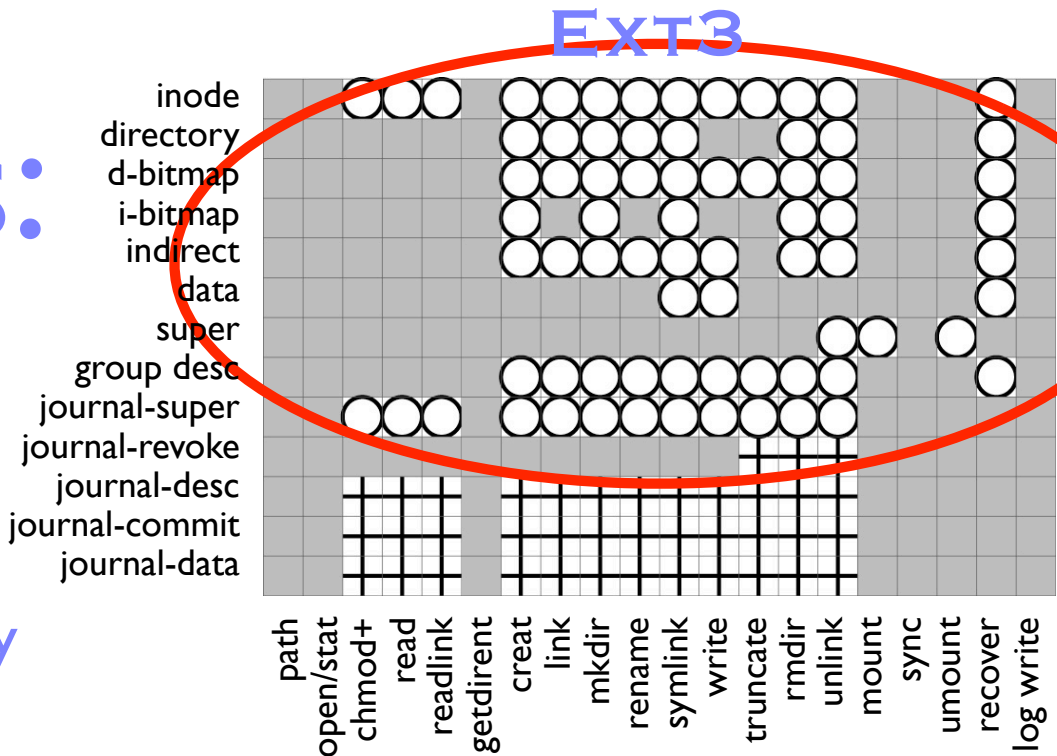 Ext3
inode
directory
d-bitmap
i-bitmap
indirect
data
super
group desc
journal-super
journal-revoke
journal-desc
journal-commit
journal-data
path
open/stat
chmod+
read
readlink
getdirent
creat
link
mkdir
rename
symlink
write
truncate
rmdir
unlink
mount
sync
umount
recover
log write